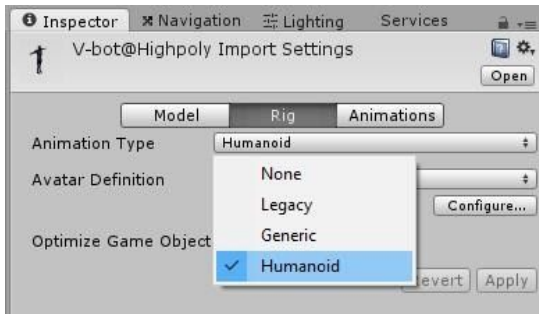 Inspector Navigation Lighting Services
V-bot@Highpoly Import Settings
Open
Model Rig Animations
Animation Type Humanoid
None
Avatar Definition
Legacy Configure...
Generic
Optimize Game Object
Humanoid
Apply